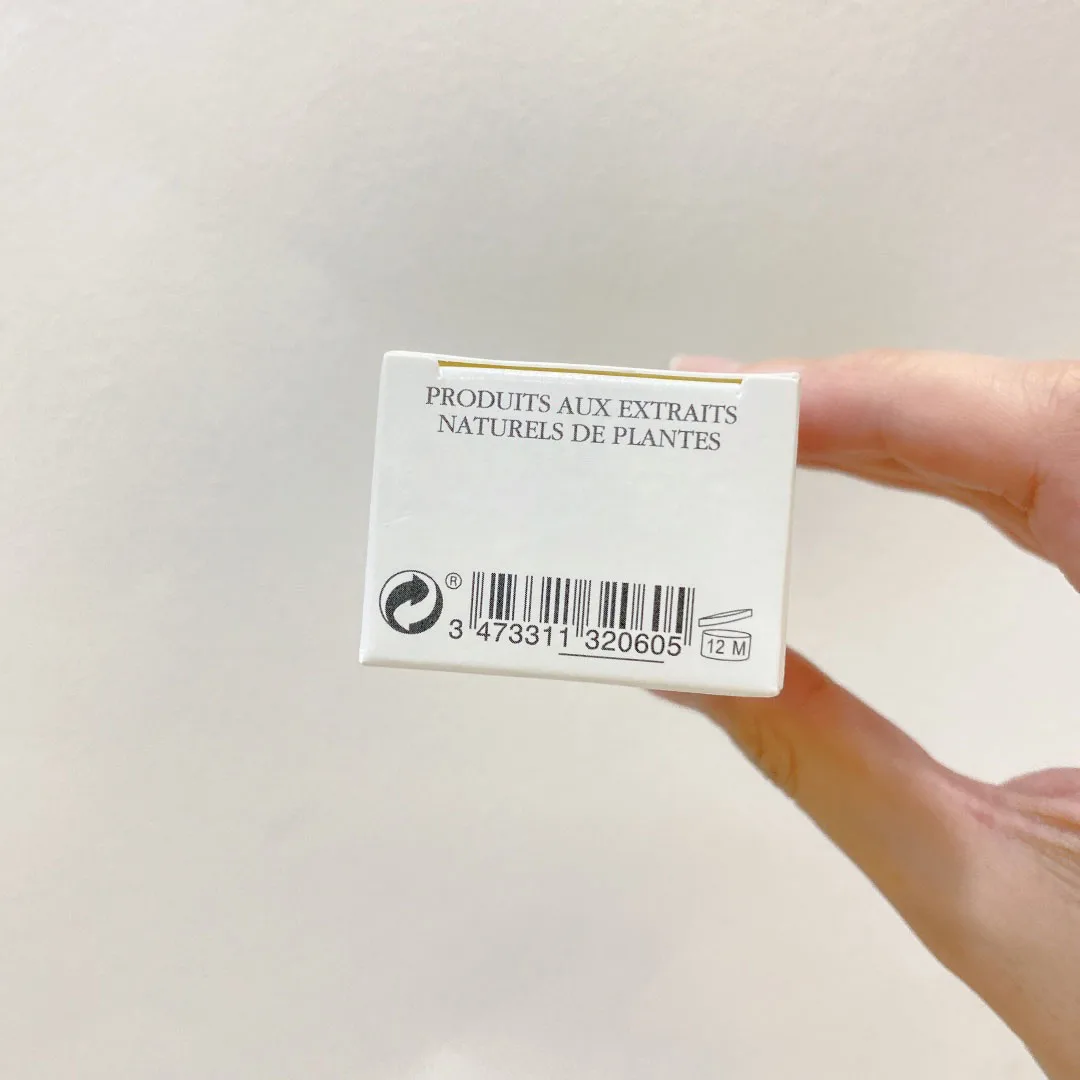 PRODUITS AUX EXTRAITS
NATURELS DE PLANTES
®
3 473311 320605
12 M